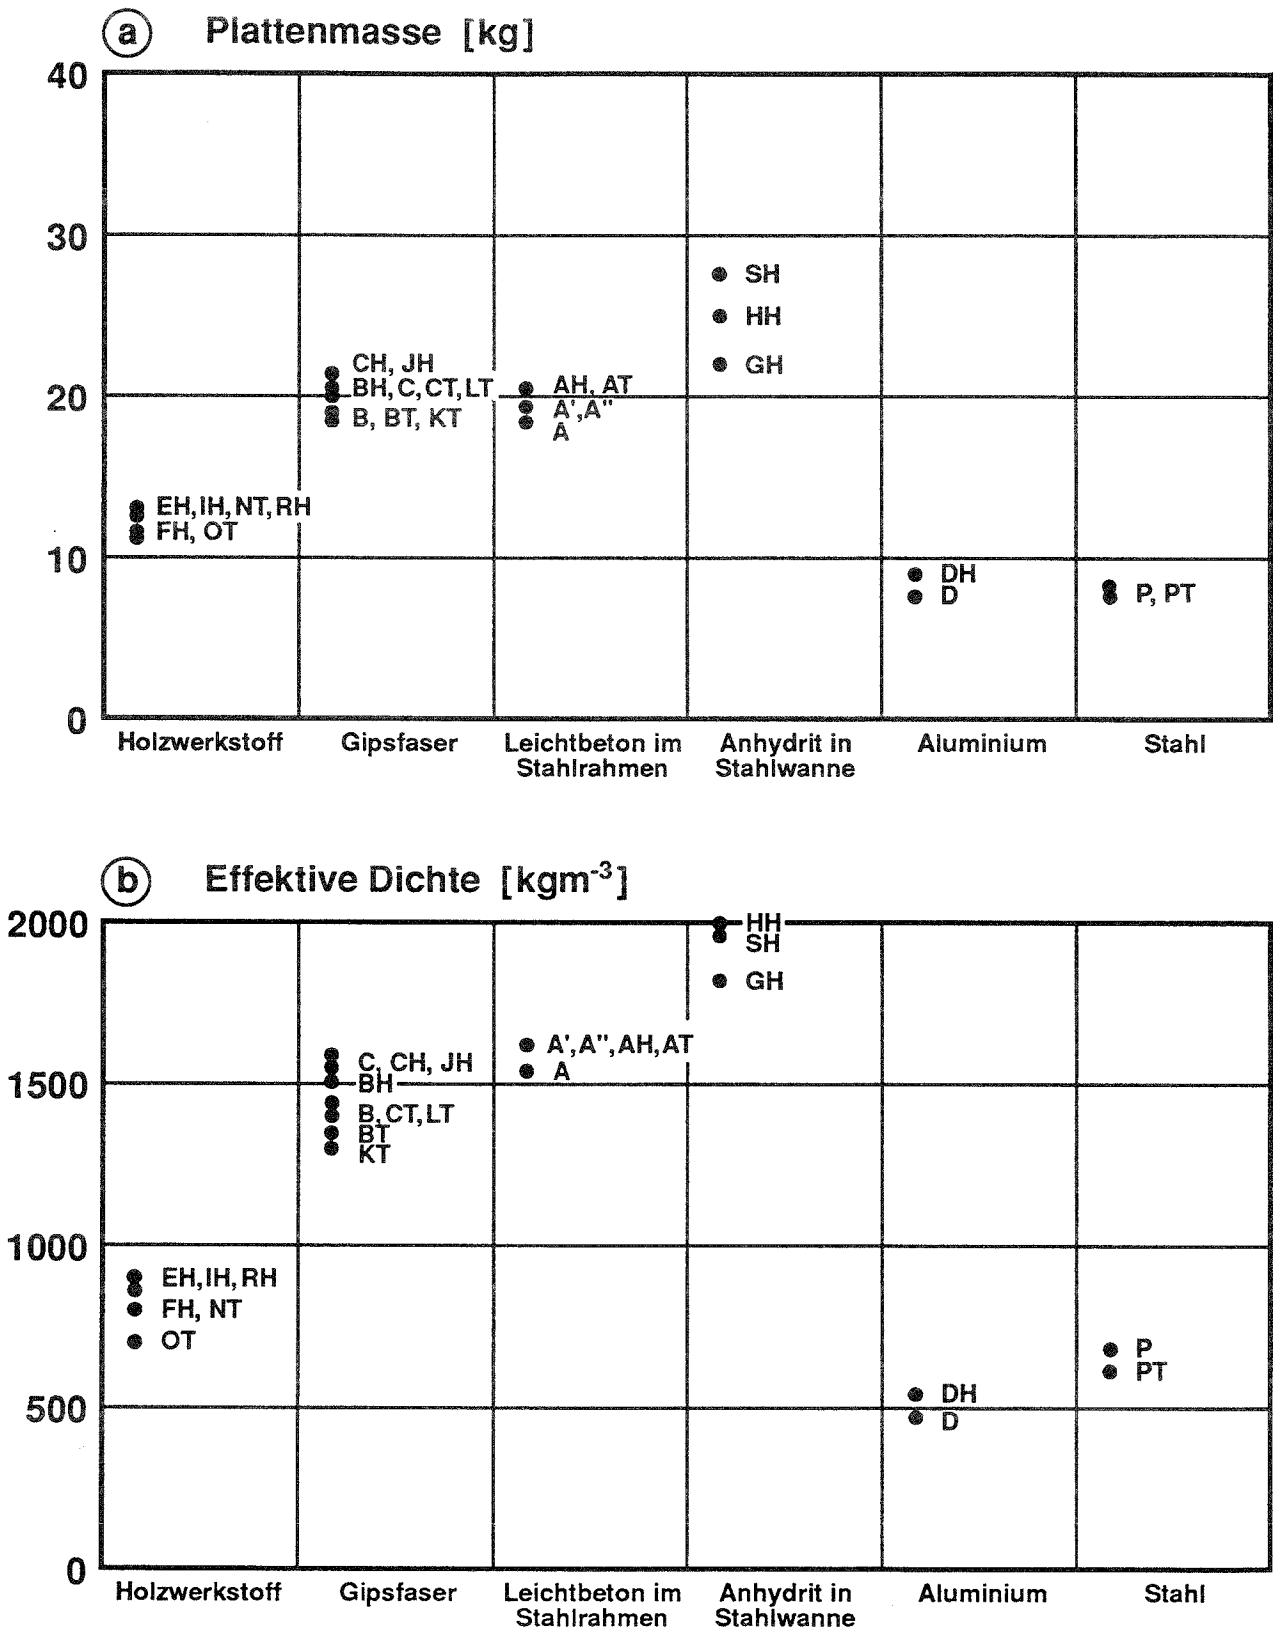 a Plattenmasse [kg]
40
30
SH
HH
CH, JH
GH
20
BH, C, CT, LT
AH, AT
A', A''
B, BT, KT
A
EH, IH, NT, RH
FH, OT
10
DH
D
P, PT
0
Holzwerkstoff Gipsfaser Leichtbeton im Stahlrahmen Anhydrit in Stahlwanne Aluminium Stahl
b Effektive Dichte [kgm-3]
2000
HH
SH
GH
A', A'', AH, AT
C, CH, JH
A
1500
BH
B, CT, LT
BT
KT
1000
EH, IH, RH
FH, NT
OT
P
PT
DH
500
D
0
Holzwerkstoff Gipsfaser Leichtbeton im Stahlrahmen Anhydrit in Stahlwanne Aluminium Stahl